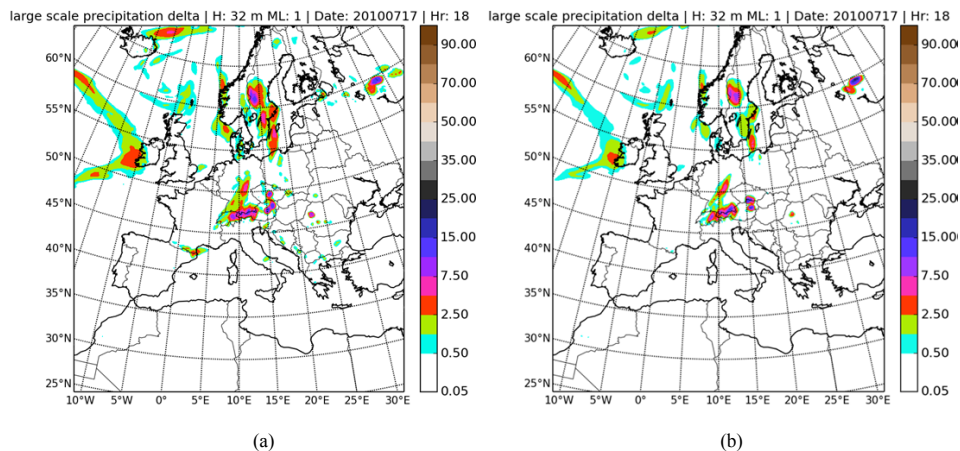 large scale precipitation delta | H: 32 m ML: 1 | Date: 20100717 | Hr: 18
60°N
55°N
50°N
45°N
40°N
35°N
30°N
25°N
10°W 5°W 0°E 5°E 10°E 15°E 20°E 25°E 30°E
90.00
70.00
50.00
35.00
25.00
15.00
7.50
2.50
0.50
0.05
(a)
large scale precipitation delta | H: 32 m ML: 1 | Date: 20100717 | Hr: 18
60°N
55°N
50°N
45°N
40°N
35°N
30°N
25°N
10°W 5°W 0°E 5°E 10°E 15°E 20°E 25°E 30°E
90.00
70.00
50.00
35.00
25.00
15.000
7.50
2.50
0.50
0.05
(b)